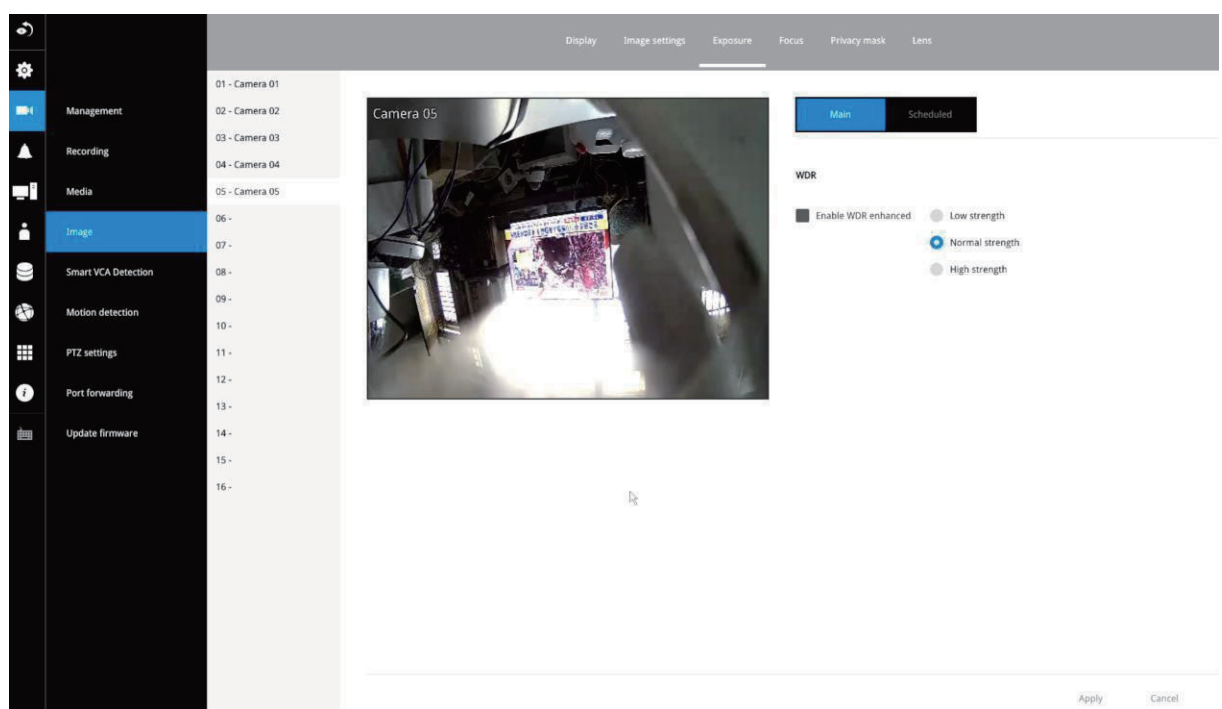 Display Image settings Exposure Focus Privacy mask Lens
Management
Recording
Media
Image
Smart VCA Detection
Motion detection
PTZ settings
Port forwarding
Update firmware
01 - Camera 01
02 - Camera 02
03 - Camera 03
04 - Camera 04
05 - Camera 05
06 -
07 -
08 -
09 -
10 -
11 -
12 -
13 -
14 -
15 -
16 -
Camera 05
Main Scheduled
WDR
Enable WDR enhanced
Low strength
Normal strength
High strength
Apply Cancel